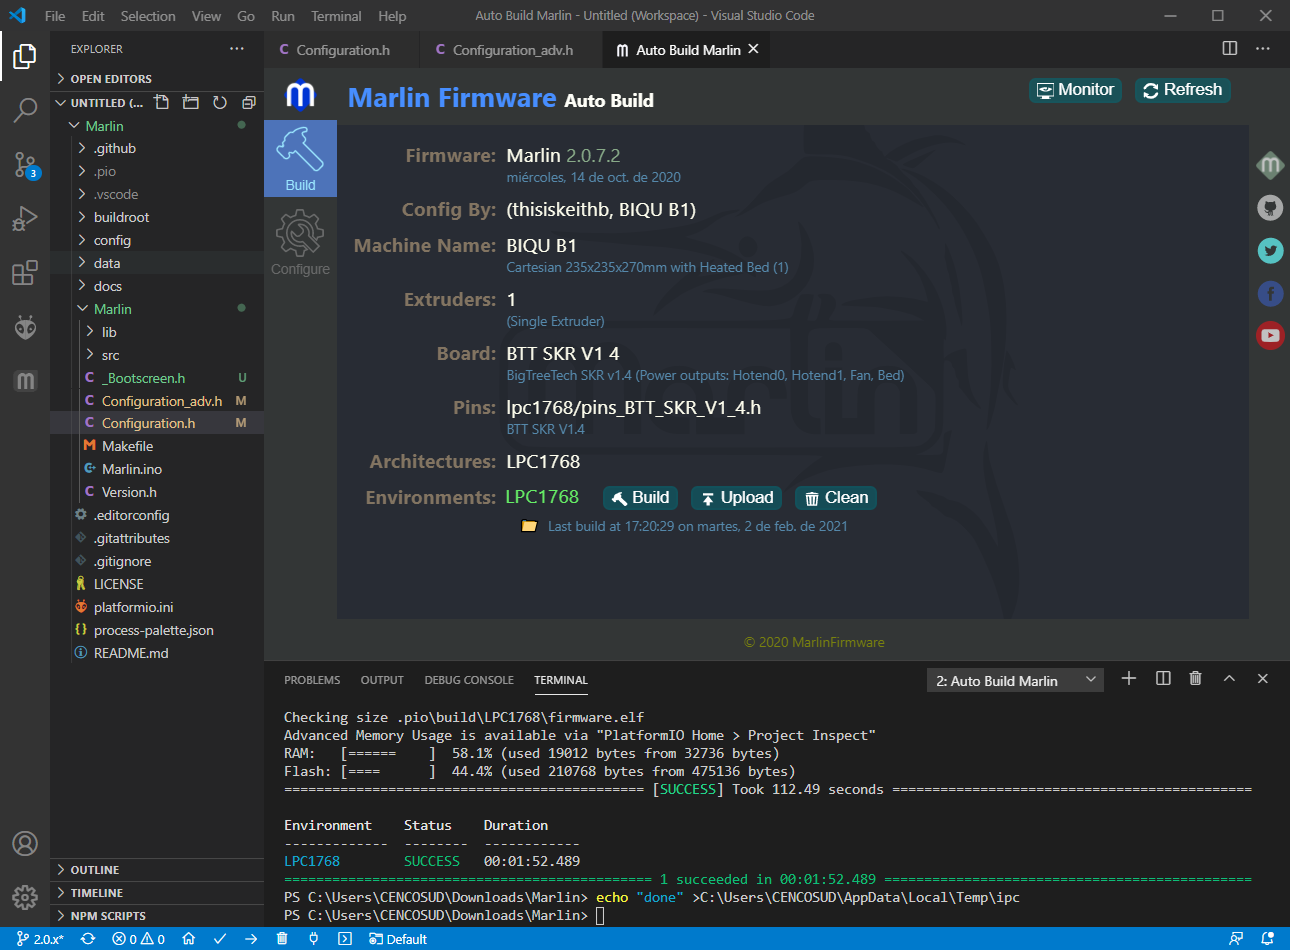 File Edit Selection View Go Run Terminal Help
Auto Build Marlin - Untitled (Workspace) - Visual Studio Code
EXPLORER
OPEN EDITORS
UNTITLED (...
Marlin
.github
.pio
.vscode
buildroot
config
data
docs
Marlin
lib
src
C _Bootscreen.h U
C Configuration_adv.h M
C Configuration.h M
Makefile
Marlin.ino
C Version.h
.editorconfig
.gitattributes
.gitignore
LICENSE
platformio.ini
{} process-palette.json
README.md
OUTLINE
TIMELINE
NPM SCRIPTS
3
C Configuration.h
C Configuration_adv.h
m Auto Build Marlin
m
Marlin Firmware Auto Build
Monitor
Refresh
Build
Configure
Firmware: Marlin 2.0.7.2
miércoles, 14 de oct. de 2020
Config By: (thisiskeithb, BIQU B1)
Machine Name: BIQU B1
Cartesian 235x235x270mm with Heated Bed (1)
Extruders: 1
(Single Extruder)
Board: BTT SKR V1 4
BigTreeTech SKR v1.4 (Power outputs: Hotend0, Hotend1, Fan, Bed)
Pins: lpc1768/pins_BTT_SKR_V1_4.h
BTT SKR V1.4
Architectures: LPC1768
Environments: LPC1768 Build Upload Clean
Last build at 17:20:29 on martes, 2 de feb. de 2021
© 2020 MarlinFirmware
PROBLEMS OUTPUT DEBUG CONSOLE TERMINAL
2: Auto Build Marlin
Checking size .pio\build\LPC1768\firmware.elf
Advanced Memory Usage is available via "PlatformIO Home > Project Inspect"
RAM:   [======    ]  58.1% (used 19012 bytes from 32736 bytes)
Flash: [====      ]  44.4% (used 210768 bytes from 475136 bytes)
============================================= [SUCCESS] Took 112.49 seconds =============================================
Environment    Status    Duration
-------------  --------  ------------
LPC1768        SUCCESS   00:01:52.489
============================================== 1 succeeded in 00:01:52.489 ==============================================
PS C:\Users\CENCOSUD\Downloads\Marlin> echo "done" >C:\Users\CENCOSUD\AppData\Local\Temp\ipc
PS C:\Users\CENCOSUD\Downloads\Marlin>
2.0.x* 0 0 Default